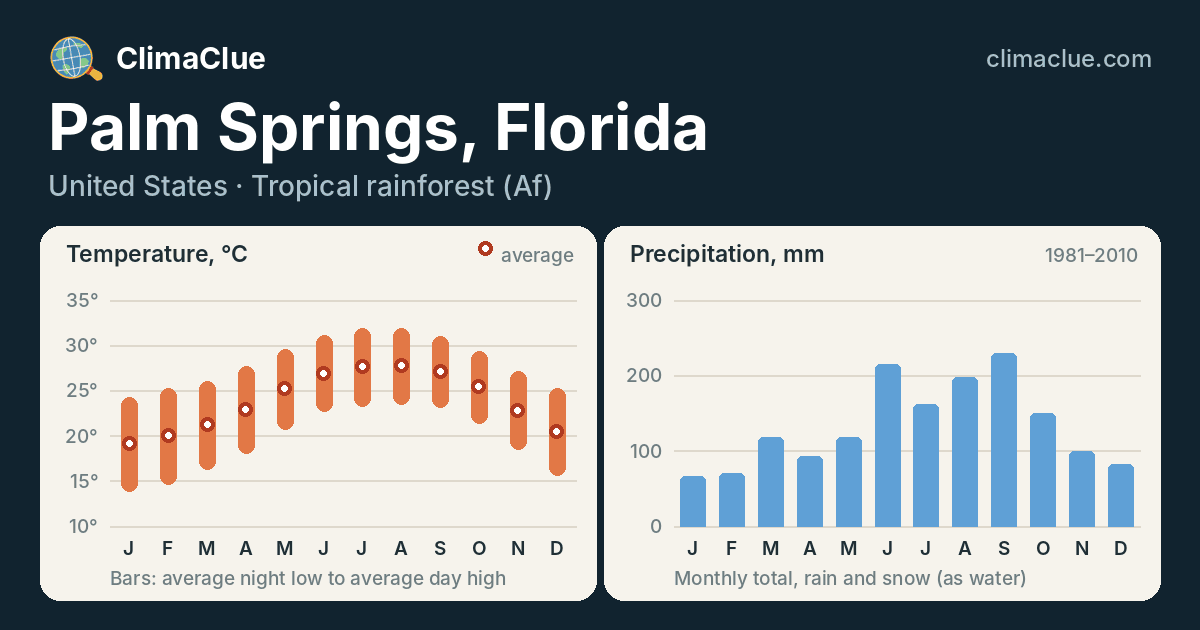 ClimaClue
climaclue.com
Palm Springs, Florida
United States · Tropical rainforest (Af)
Temperature, °C
average
35°
30°
25°
20°
15°
10°
J F M A M J J A S O N D
Bars: average night low to average day high
Precipitation, mm
1981–2010
300
200
100
0
J F M A M J J A S O N D
Monthly total, rain and snow (as water)